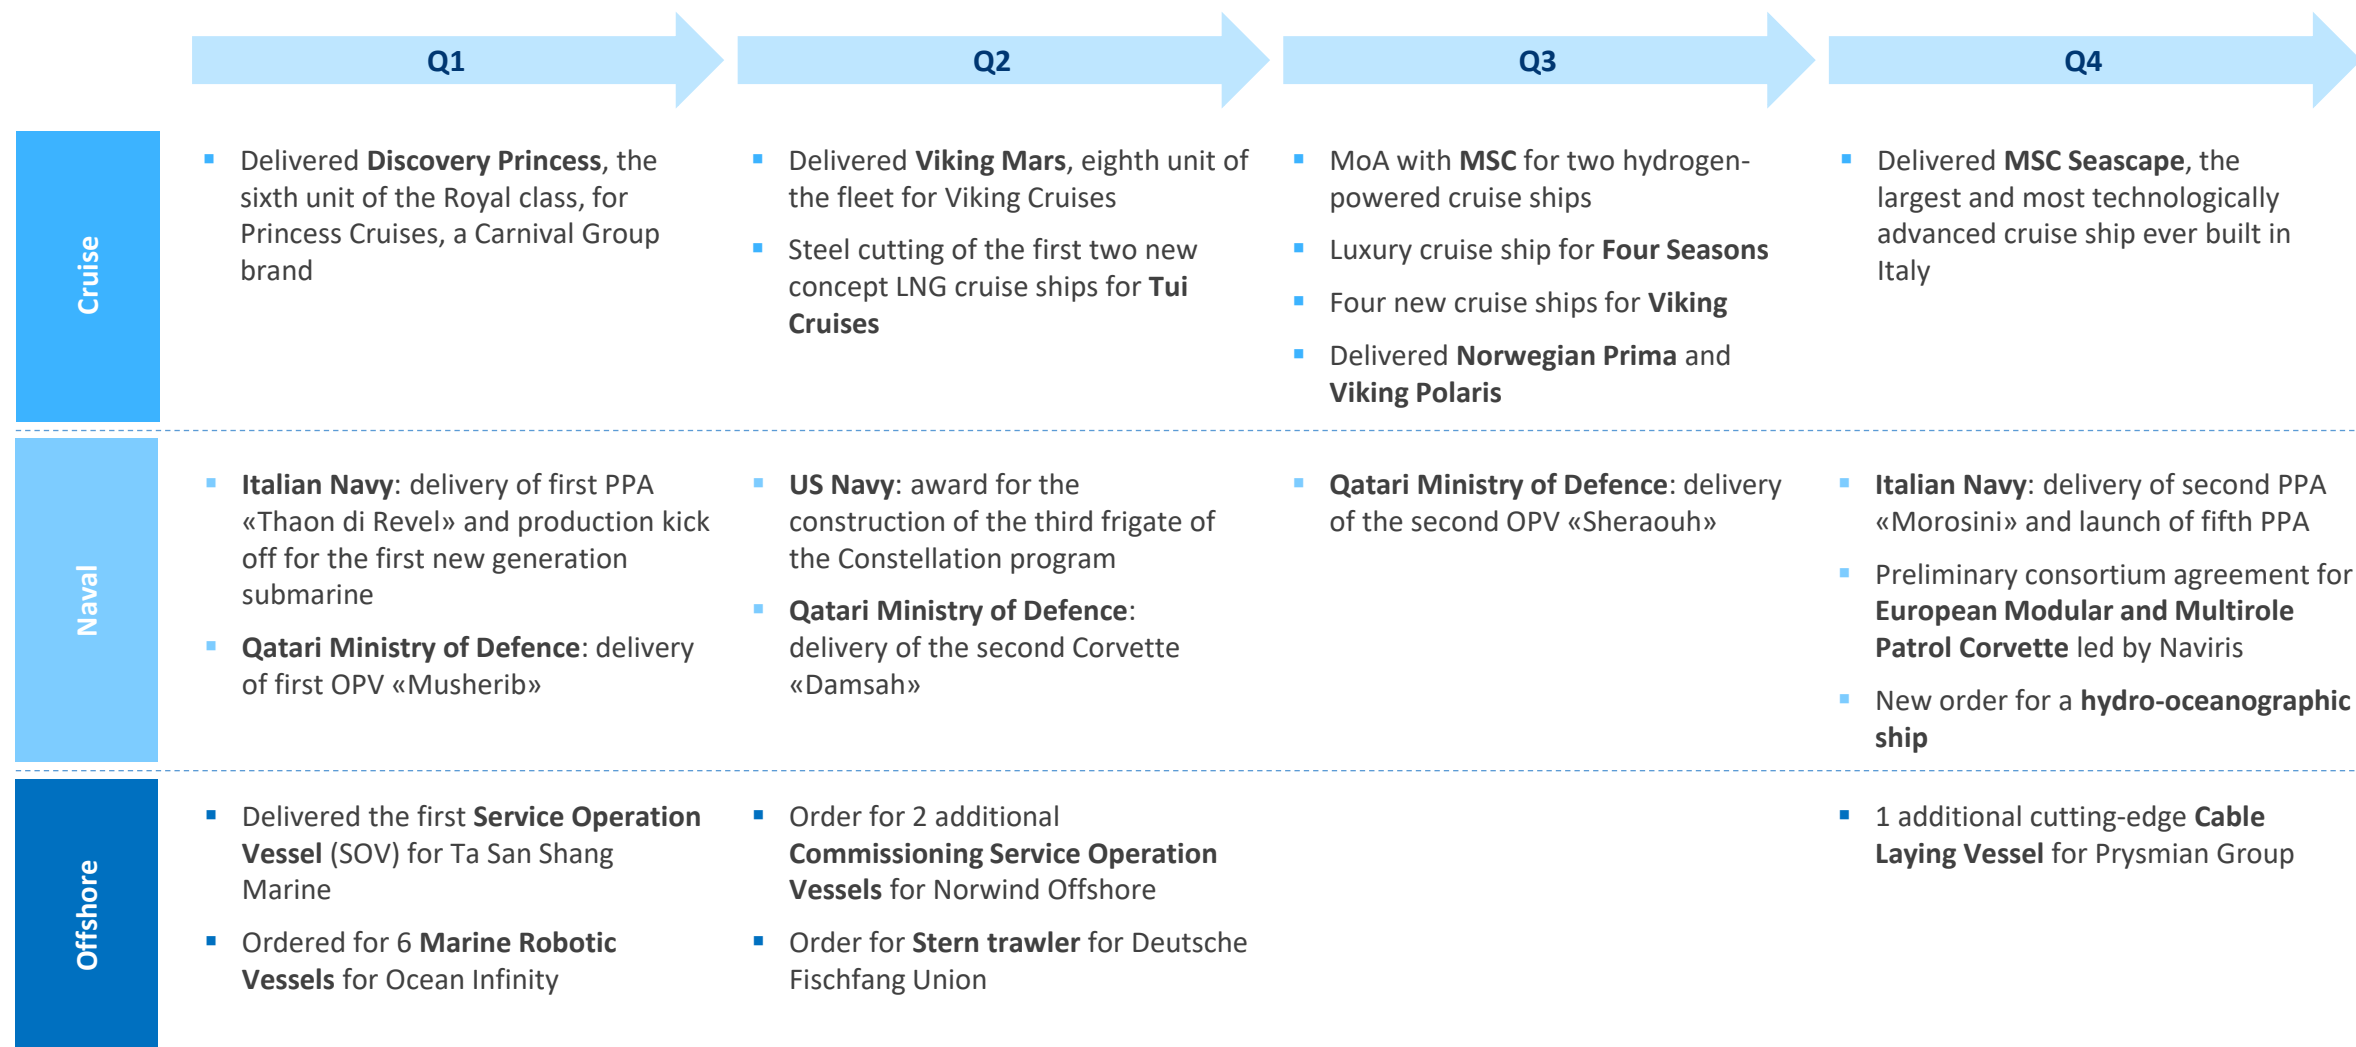 Q1
Q2
Q3
Q4
Cruise
Delivered Discovery Princess, the
sixth unit of the Royal class, for
Princess Cruises, a Carnival Group
brand
Delivered Viking Mars, eighth unit of
the fleet for Viking Cruises
Steel cutting of the first two new
concept LNG cruise ships for Tui
Cruises
MoA with MSC for two hydrogen-
powered cruise ships
Luxury cruise ship for Four Seasons
Four new cruise ships for Viking
Delivered Norwegian Prima and
Viking Polaris
Delivered MSC Seascape, the
largest and most technologically
advanced cruise ship ever built in
Italy
Naval
Italian Navy: delivery of first PPA
«Thaon di Revel» and production kick
off for the first new generation
submarine
Qatari Ministry of Defence: delivery
of first OPV «Musherib»
US Navy: award for the
construction of the third frigate of
the Constellation program
Qatari Ministry of Defence:
delivery of the second Corvette
«Damsah»
Qatari Ministry of Defence: delivery
of the second OPV «Sheraouh»
Italian Navy: delivery of second PPA
«Morosini» and launch of fifth PPA
Preliminary consortium agreement for
European Modular and Multirole
Patrol Corvette led by Naviris
New order for a hydro-oceanographic
ship
Offshore
Delivered the first Service Operation
Vessel (SOV) for Ta San Shang
Marine
Ordered for 6 Marine Robotic
Vessels for Ocean Infinity
Order for 2 additional
Commissioning Service Operation
Vessels for Norwind Offshore
Order for Stern trawler for Deutsche
Fischfang Union
1 additional cutting-edge Cable
Laying Vessel for Prysmian Group